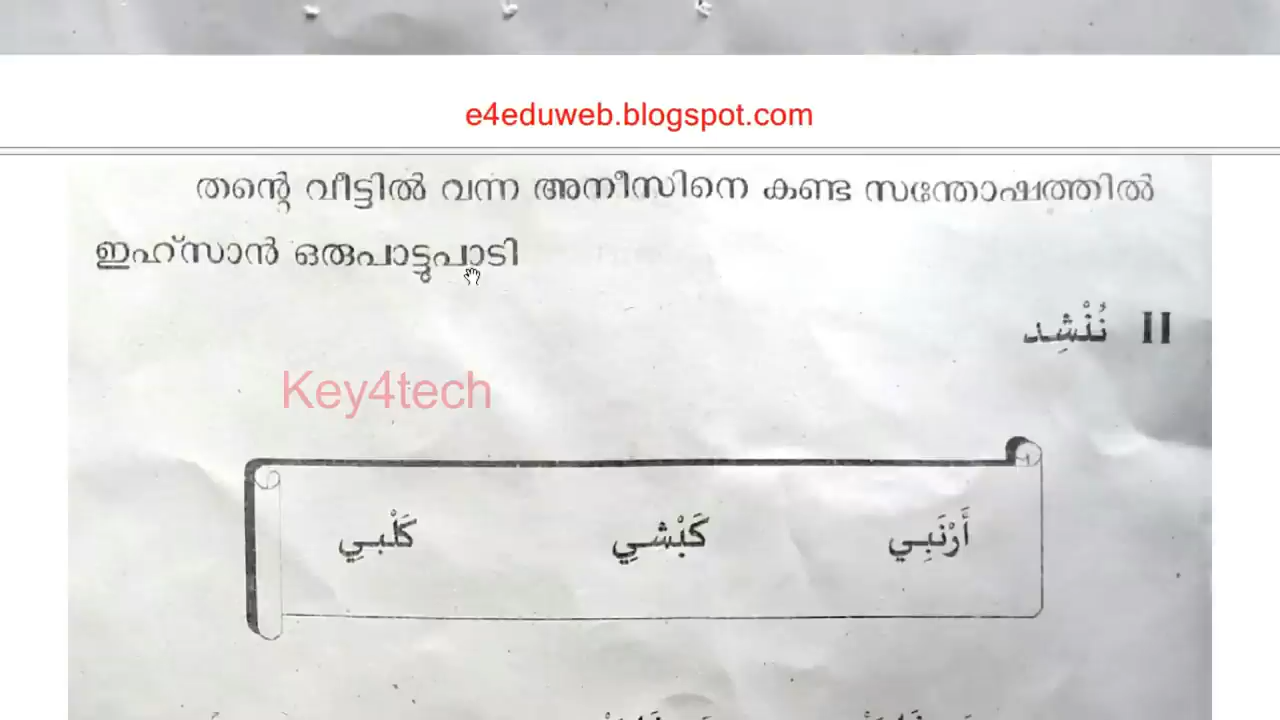 e4eduweb.blogspot.com
തന്റെ വീട്ടിൽ വന്ന അനീസിനെ കണ്ട സന്തോഷത്തിൽ
ഇഹ്സാൻ ഒരുപാട്ടുപാടി
II نُنْشِد
Key4tech
أَرْنَبِي كَبْشِي كَلْبِي